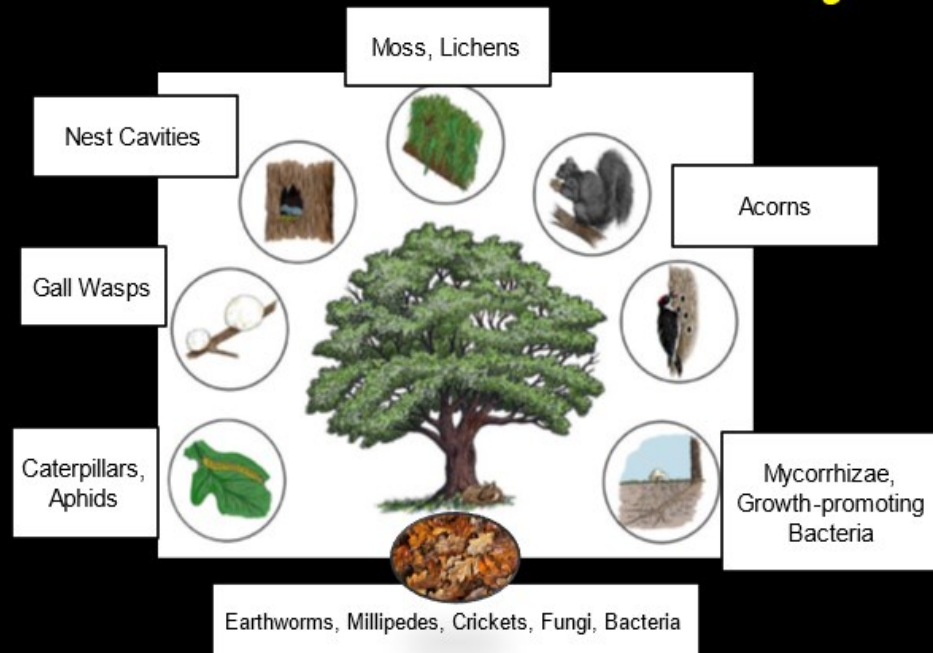 Moss, Lichens
Nest Cavities
Acorns
Gall Wasps
Caterpillars,
Aphids
Mycorrhizae,
Growth-promoting
Bacteria
Earthworms, Millipedes, Crickets, Fungi, Bacteria